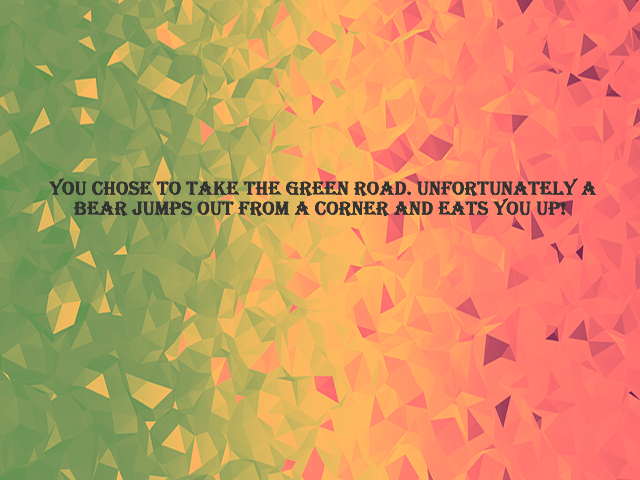 YOU CHOSE TO TAKE THE GREEN ROAD. UNFORTUNATELY A
BEAR JUMPS OUT FROM A CORNER AND EATS YOU UP!